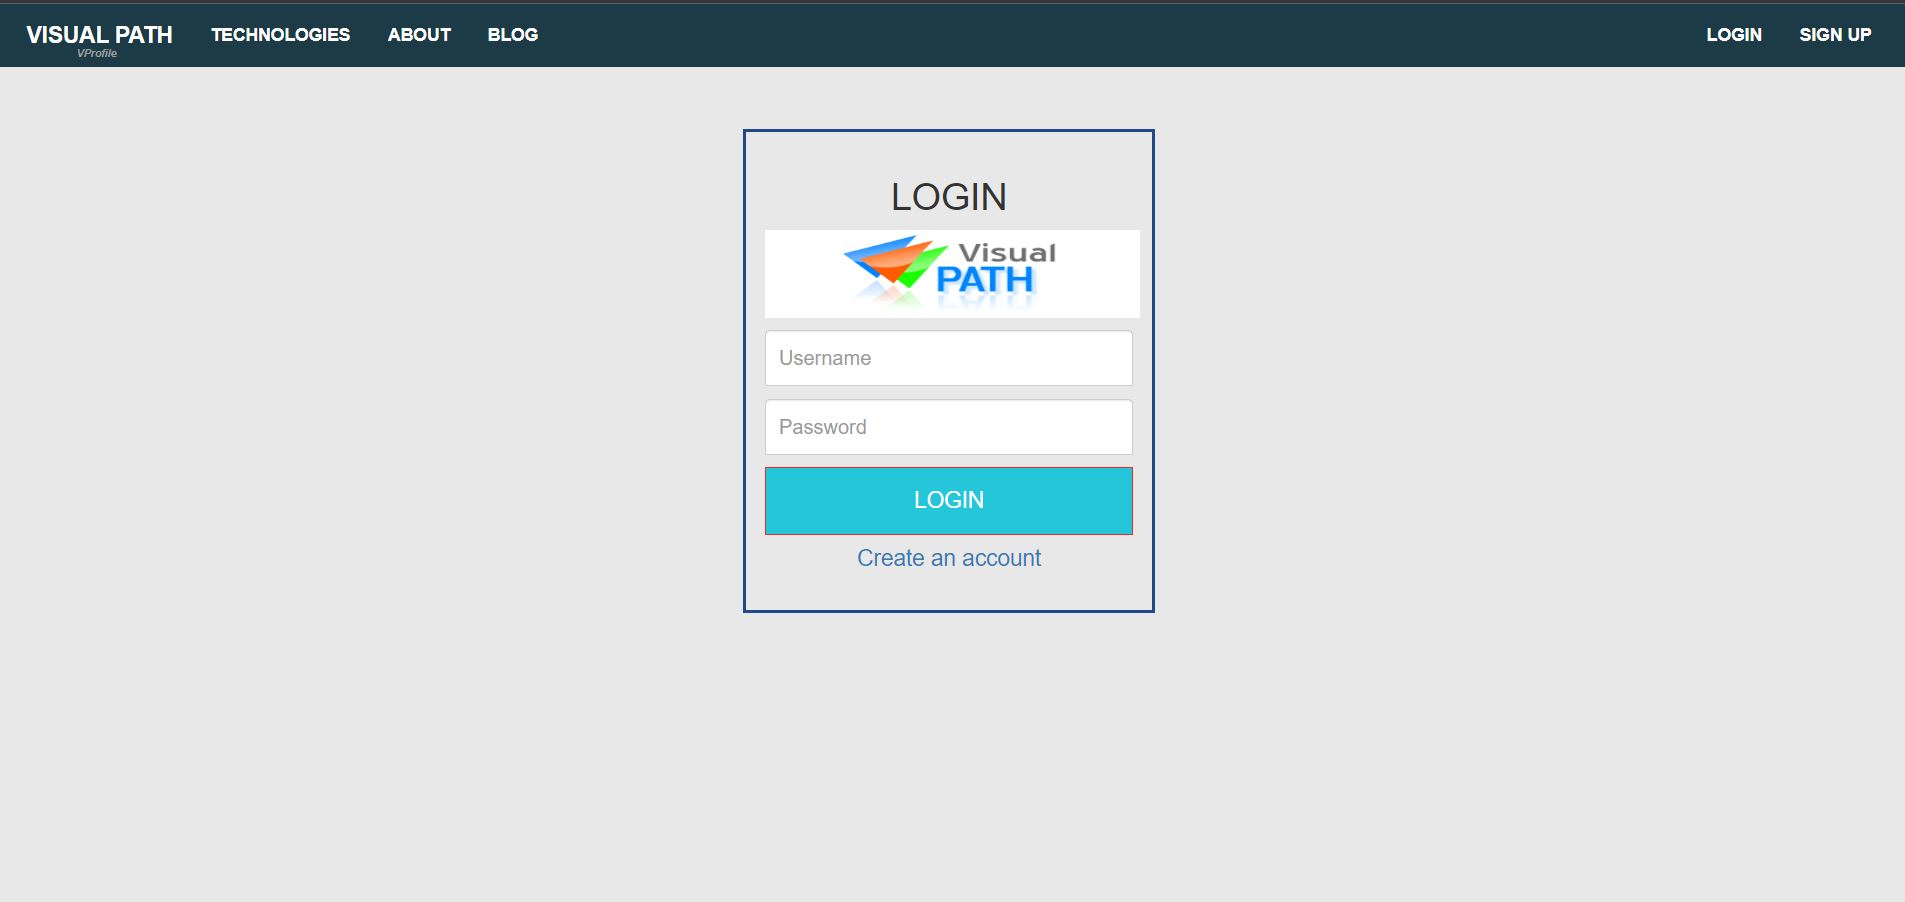 VISUAL PATH
VProfile
TECHNOLOGIES
ABOUT
BLOG
LOGIN
SIGN UP
LOGIN
Visual
PATH
Username
Password
LOGIN
Create an account